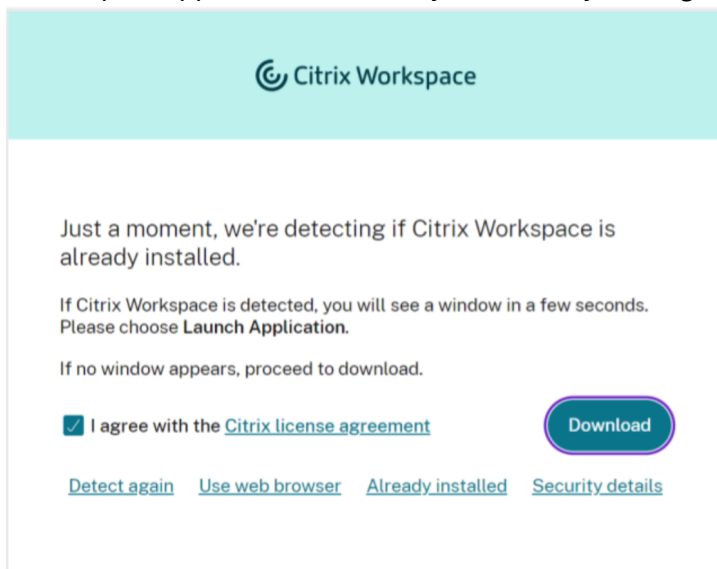 Citrix Workspace
Just a moment, we're detecting if Citrix Workspace is
already installed.
If Citrix Workspace is detected, you will see a window in a few seconds.
Please choose Launch Application.
If no window appears, proceed to download.
I agree with the Citrix license agreement
Download
Detect again Use web browser Already installed Security details